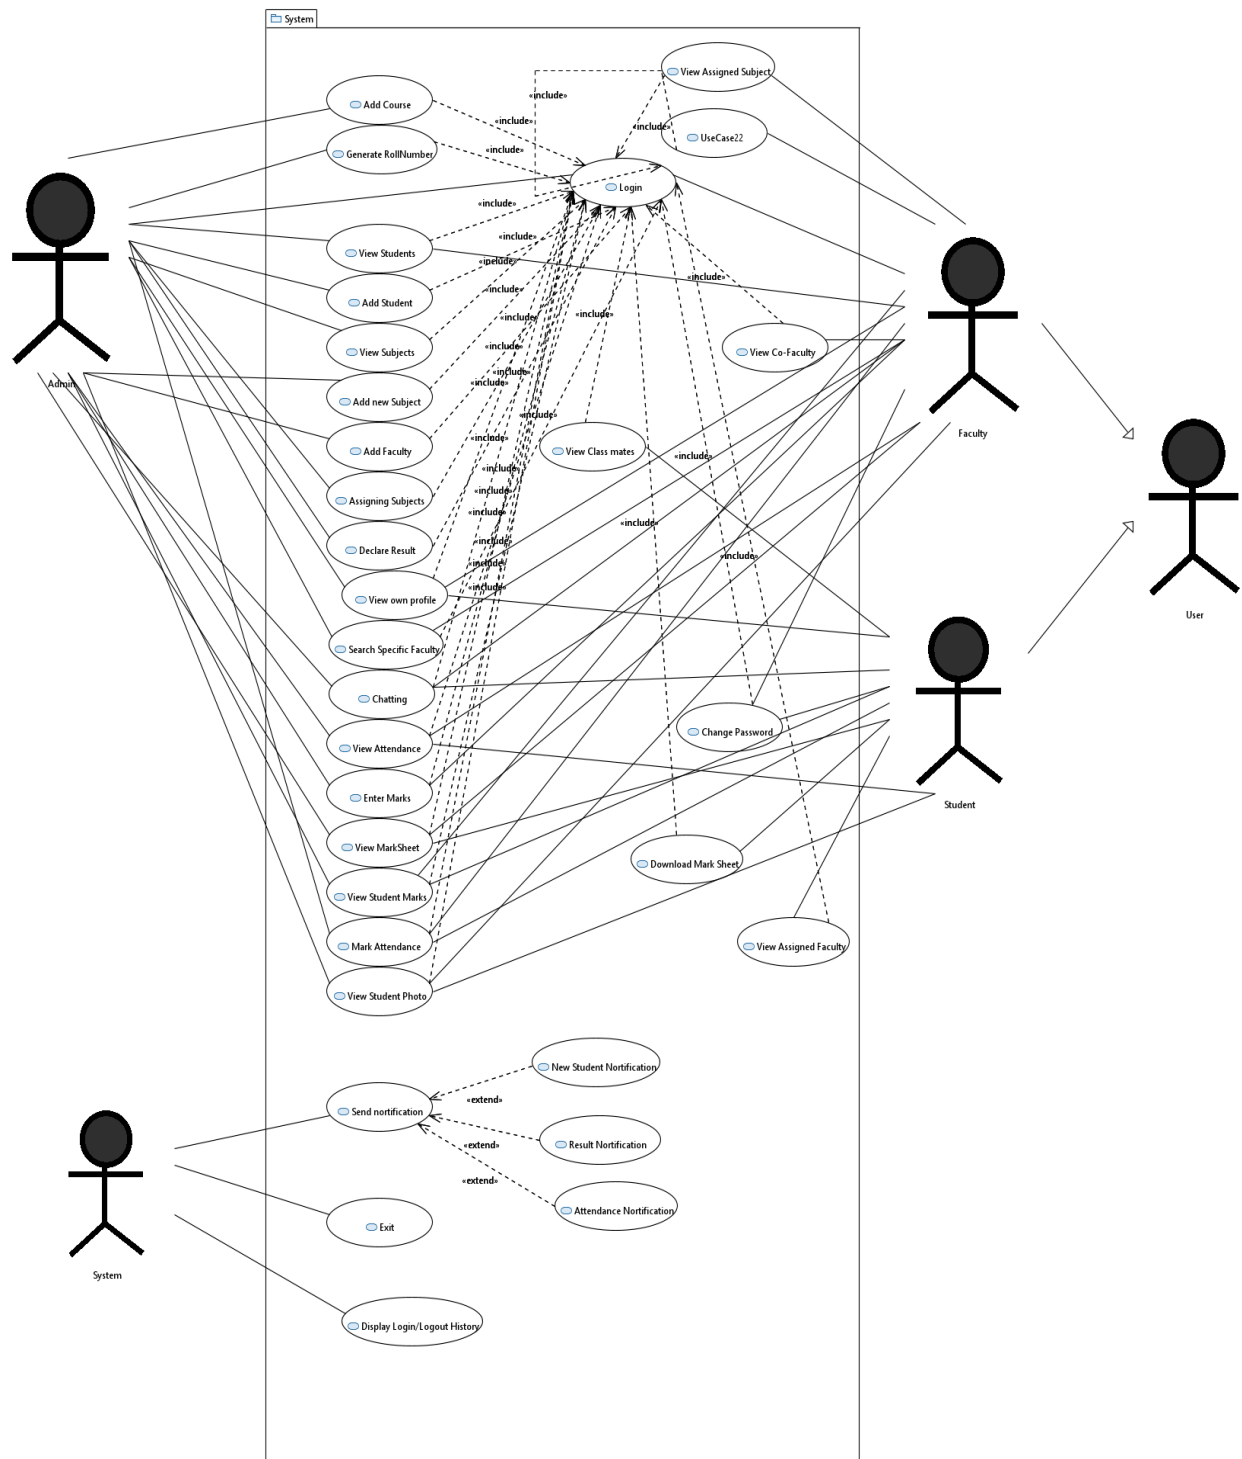 System
View Assigned Subject
«include»
Add Course
«include»
«include»
UseCase22
Generate RollNumber
«include»
Login
«include»
«include»
View Students
«include»
«include»
Add Student
«include»
«include»
View Co-Faculty
«include»
View Subjects
«include»
Admin
Add new Subject
«include»
Faculty
«include»
Add Faculty
View Class mates
«include»
«include»
«include»
Assigning Subjects
«include»
«include»
Declare Result
«include»
«include»
«include»
«include»
View own profile
User
Search Specific Faculty
Chatting
Change Password
View Attendance
Enter Marks
Student
View MarkSheet
Download Mark Sheet
View Student Marks
Mark Attendance
View Assigned Faculty
View Student Photo
New Student Nortification
«extend»
Send nortification
«extend»
Result Nortification
«extend»
Attendance Nortification
Exit
System
Display Login/Logout History